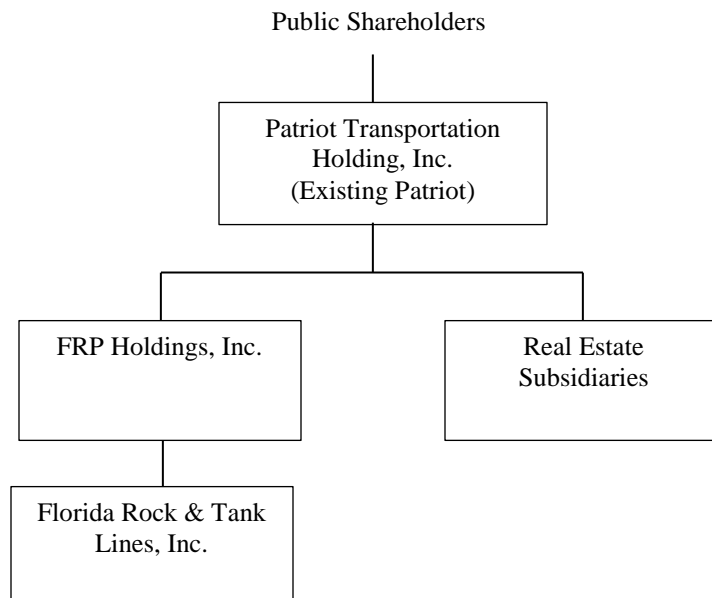 Public Shareholders
Patriot Transportation
Holding, Inc.
(Existing Patriot)
FRP Holdings, Inc.
Real Estate
Subsidiaries
Florida Rock & Tank
Lines, Inc.